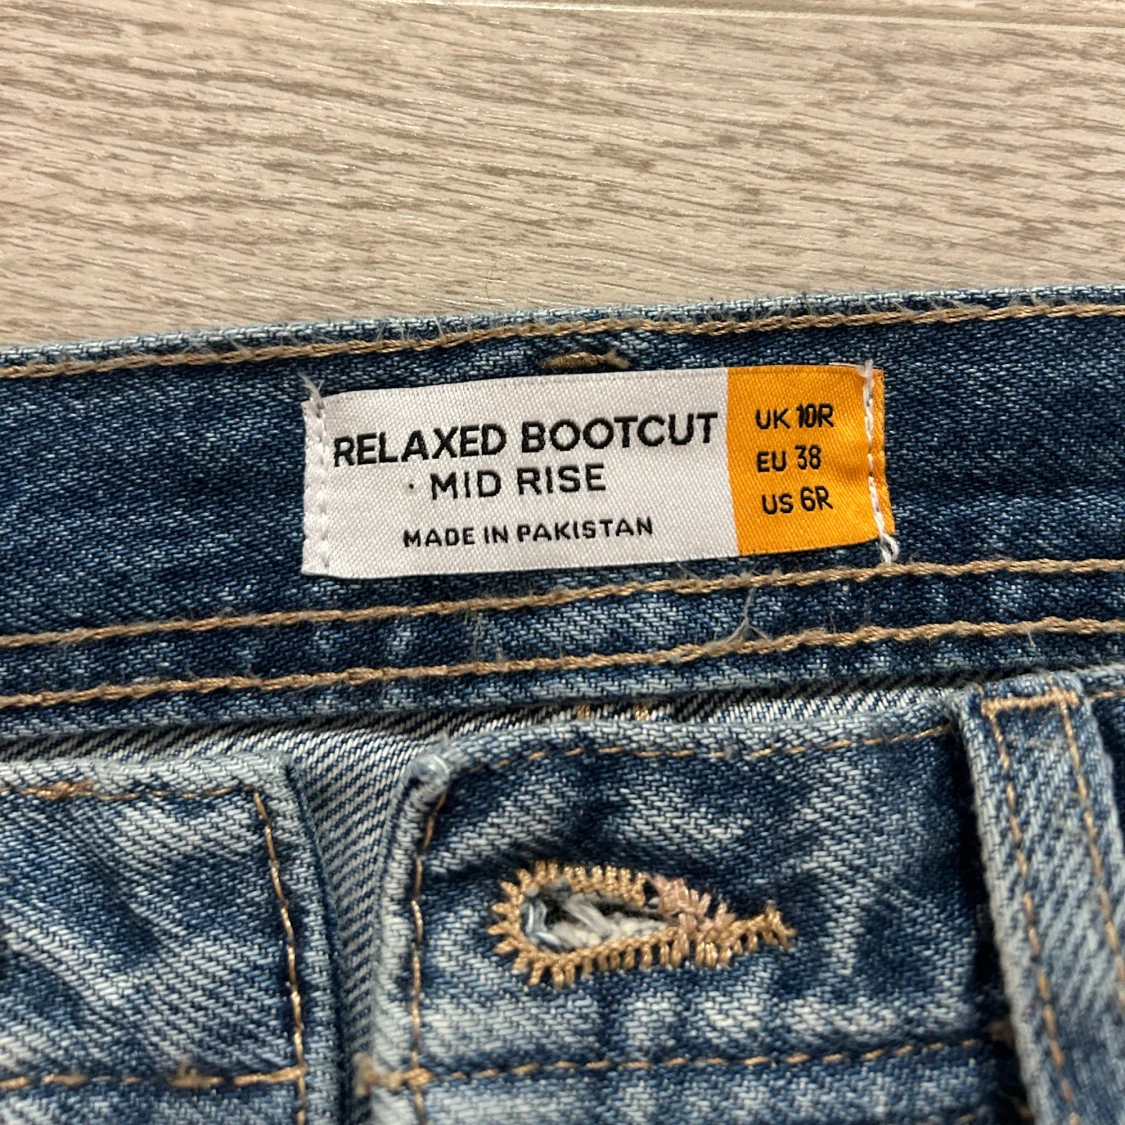 RELAXED BOOTCUT
MID RISE
MADE IN PAKISTAN
UK 10R
EU 38
US 6R